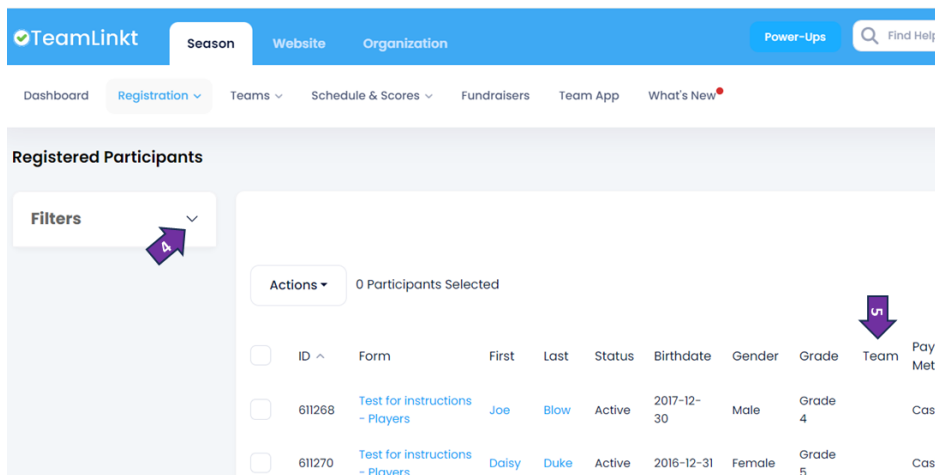 TeamLinkt
Season
Website
Organization
Power-Ups
Find Help
Dashboard
Registration
Teams
Schedule & Scores
Fundraisers
Team App
What's New
Registered Participants
Filters
4
Actions
0 Participants Selected
5
ID
Form
First
Last
Status
Birthdate
Gender
Grade
Team
Pay
Met
611268
Test for instructions
- Players
Joe
Blow
Active
2017-12-
30
Male
Grade
4
Cas
611270
Test for instructions
- Players
Daisy
Duke
Active
2016-12-31
Female
Grade
5
Cas